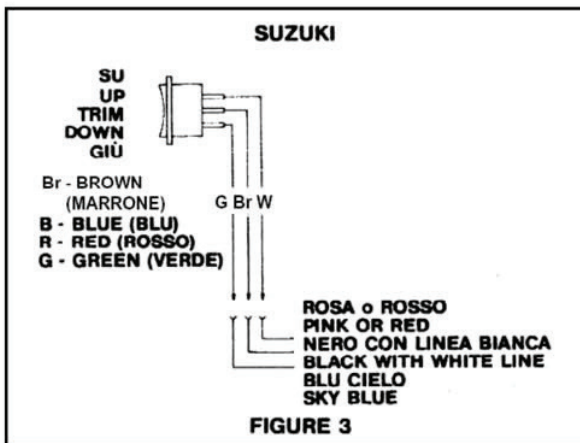 SUZUKI
SU
UP
TRIM
DOWN
GIÙ
Br - BROWN
(MARRONE)
B - BLUE (BLU)
R - RED (ROSSO)
G - GREEN (VERDE)
G Br W
ROSA o ROSSO
PINK OR RED
NERO CON LINEA BIANCA
BLACK WITH WHITE LINE
BLU CIELO
SKY BLUE
FIGURE 3